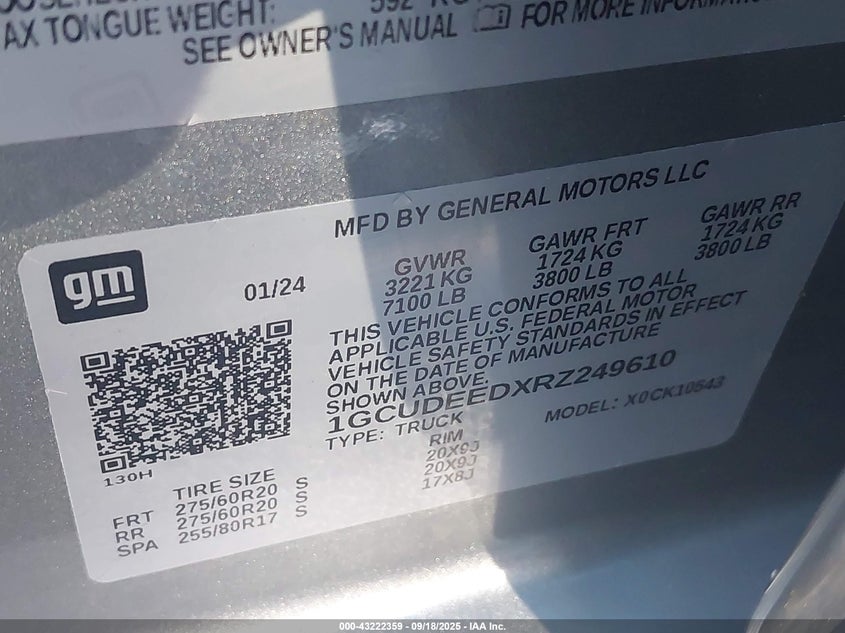 AX TONGUE WEIGHT: 592 KG
SEE OWNER'S MANUAL FOR MORE INFORMATION
MFD BY GENERAL MOTORS LLC
gm
01/24
GVWR
3221 KG
7100 LB
GAWR FRT
1724 KG
3800 LB
GAWR RR
1724 KG
3800 LB
THIS VEHICLE CONFORMS TO ALL
APPLICABLE U.S. FEDERAL MOTOR
VEHICLE SAFETY STANDARDS IN EFFECT
ON THE DATE OF MANUFACTURE
SHOWN ABOVE.
1GCUDEEDXRZ249610
TYPE: TRUCK
MODEL: X0CK10543
130H
TIRE SIZE RIM
FRT 275/60R20 S 20X9J
RR 275/60R20 S 20X9J
SPA 255/80R17 S 17X8J
000-43222359 - 09/18/2025 - IAA Inc.